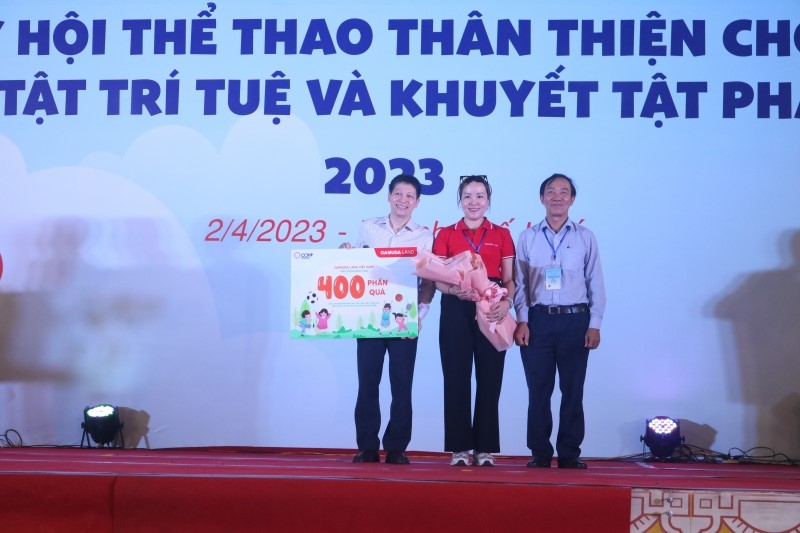 Y HỘI THỂ THAO THÂN THIỆN CHO
TẬT TRÍ TUỆ VÀ KHUYẾT TẬT PHÁ
2023
2/4/2023 -
GAMUDA LAND
400 PHẦN QUÀ